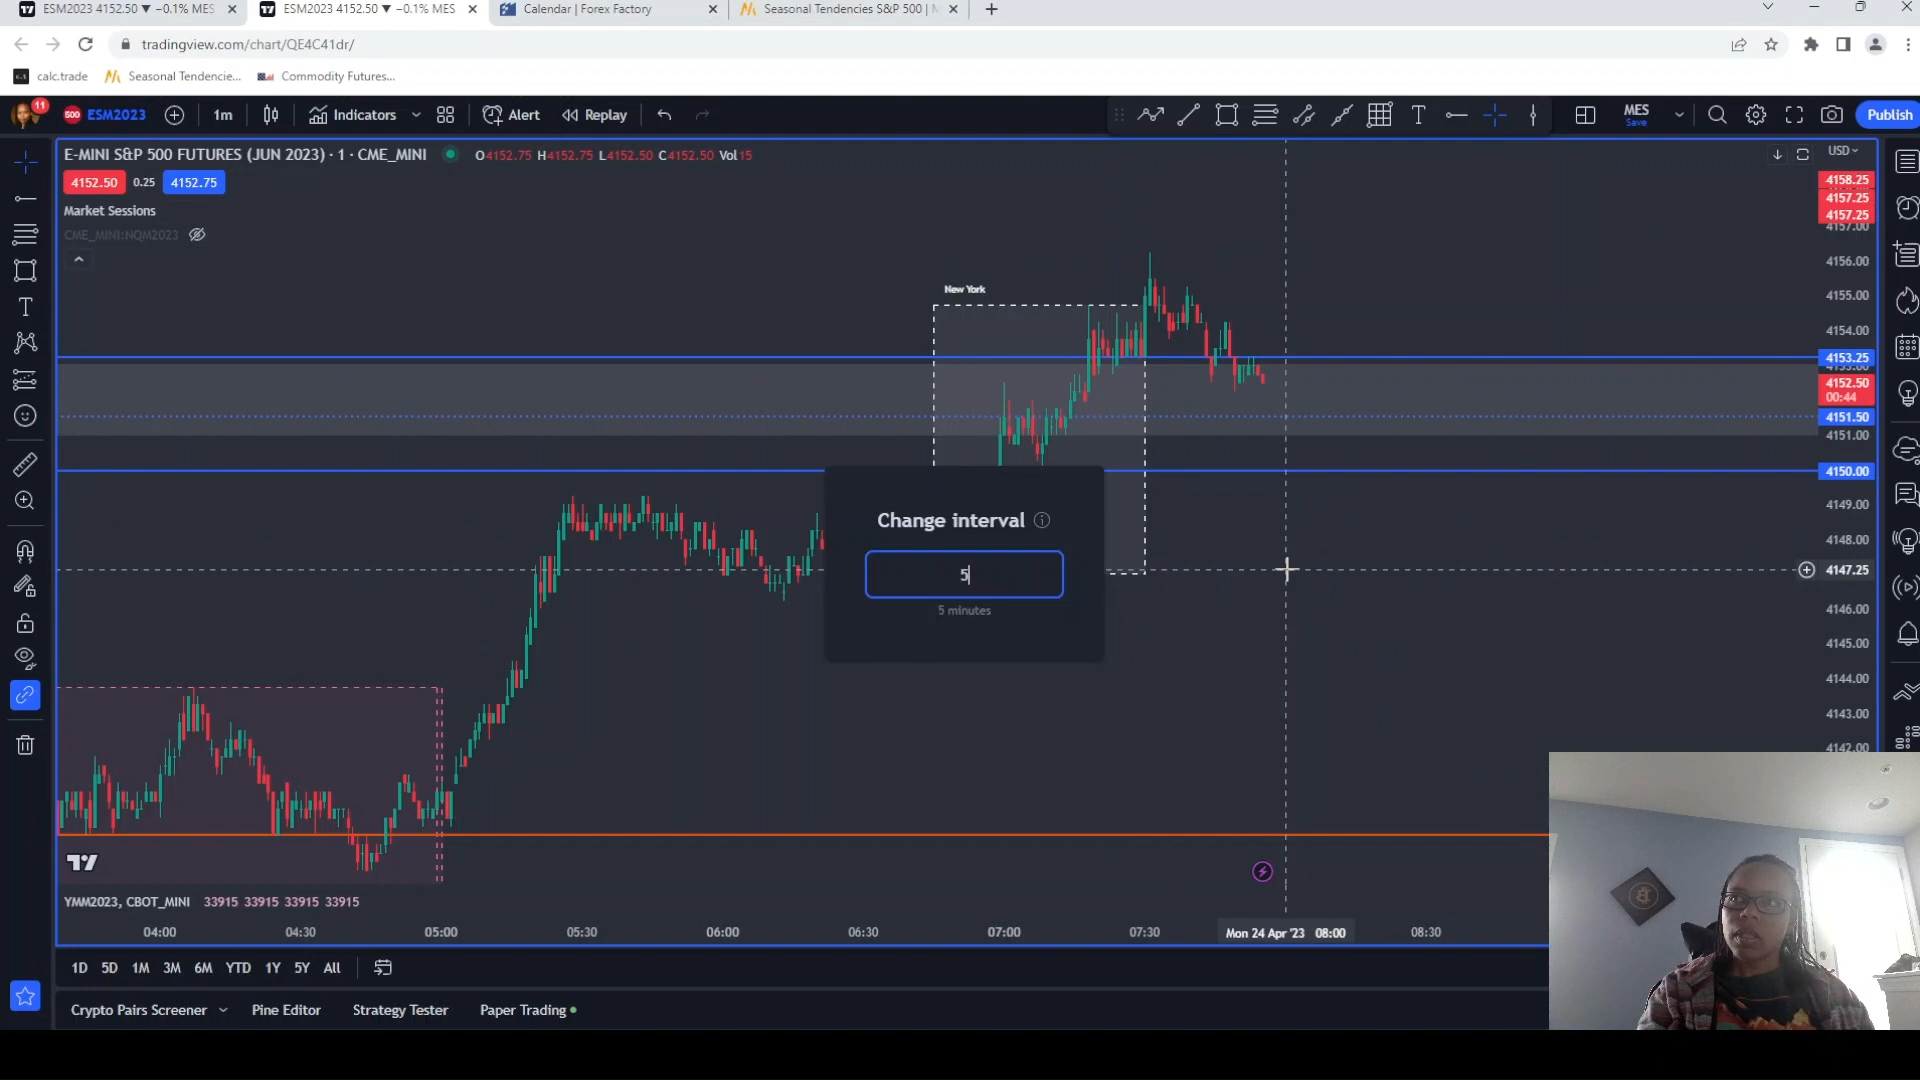 ESM2023 4152.50 ▼ −0.1% MES
ESM2023 4152.50 ▼ −0.1% MES
Calendar | Forex Factory
Seasonal Tendencies S&P 500 |
tradingview.com/chart/QE4C41dr/
calc.trade
Seasonal Tendencie...
Commodity Futures...
11
500
ESM2023
1m
Indicators
Alert
Replay
MES
Save
Publish
E-MINI S&P 500 FUTURES (JUN 2023) · 1 · CME_MINI
O4152.75 H4152.75 L4152.50 C4152.50 Vol 15
USD
4152.50
0.25
4152.75
Market Sessions
CME_MINI:NQM2023
4158.25
4157.25
4157.25
4157.00
4156.00
New York
4155.00
4154.00
4153.25
4152.50
00:44
4151.50
4151.00
4150.00
4149.00
Change interval
4148.00
5
4147.25
5 minutes
4146.00
4145.00
4144.00
4143.00
4142.00
YMM2023, CBOT_MINI 33915 33915 33915 33915
04:00
04:30
05:00
05:30
06:00
06:30
07:00
07:30
Mon 24 Apr '23 08:00
08:30
1D 5D 1M 3M 6M YTD 1Y 5Y All
Crypto Pairs Screener
Pine Editor
Strategy Tester
Paper Trading